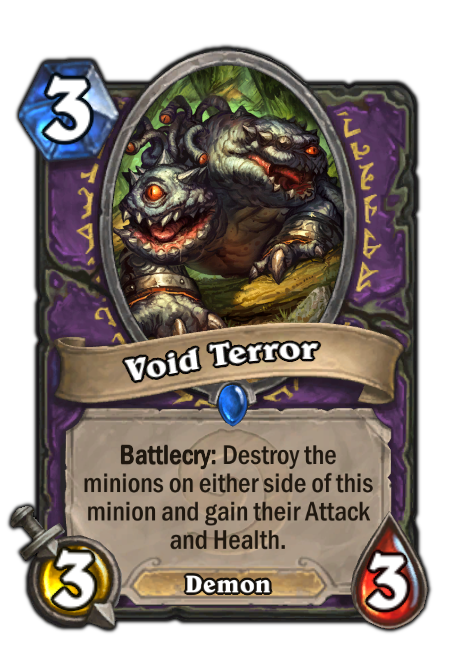 3
Void Terror
Battlecry: Destroy the
minions on either side of this
minion and gain their Attack
and Health.
3
Demon
3